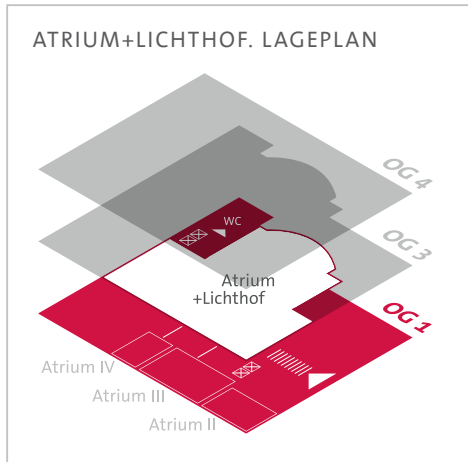 ATRIUM+LICHTHOF. LAGEPLAN
OG 4
WC
OG 3
Atrium
+Lichthof
OG 1
Atrium IV
Atrium III
Atrium II